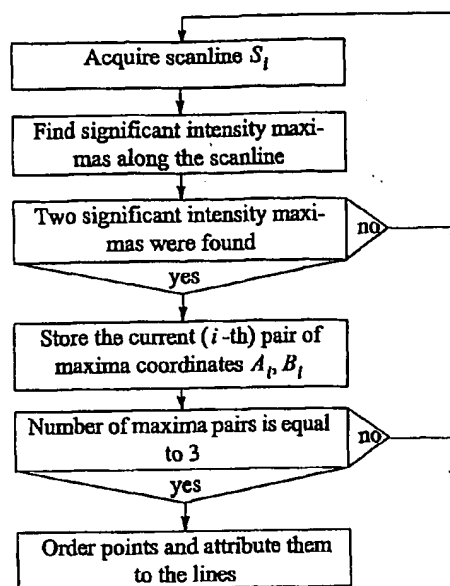 Acquire scanline S_i
Find significant intensity maxi-
mas along the scanline
Two significant intensity maxi-
mas were found
no
yes
Store the current (i-th) pair of
maxima coordinates A_i, B_i
Number of maxima pairs is equal
to 3
no
yes
Order points and attribute them
to the lines